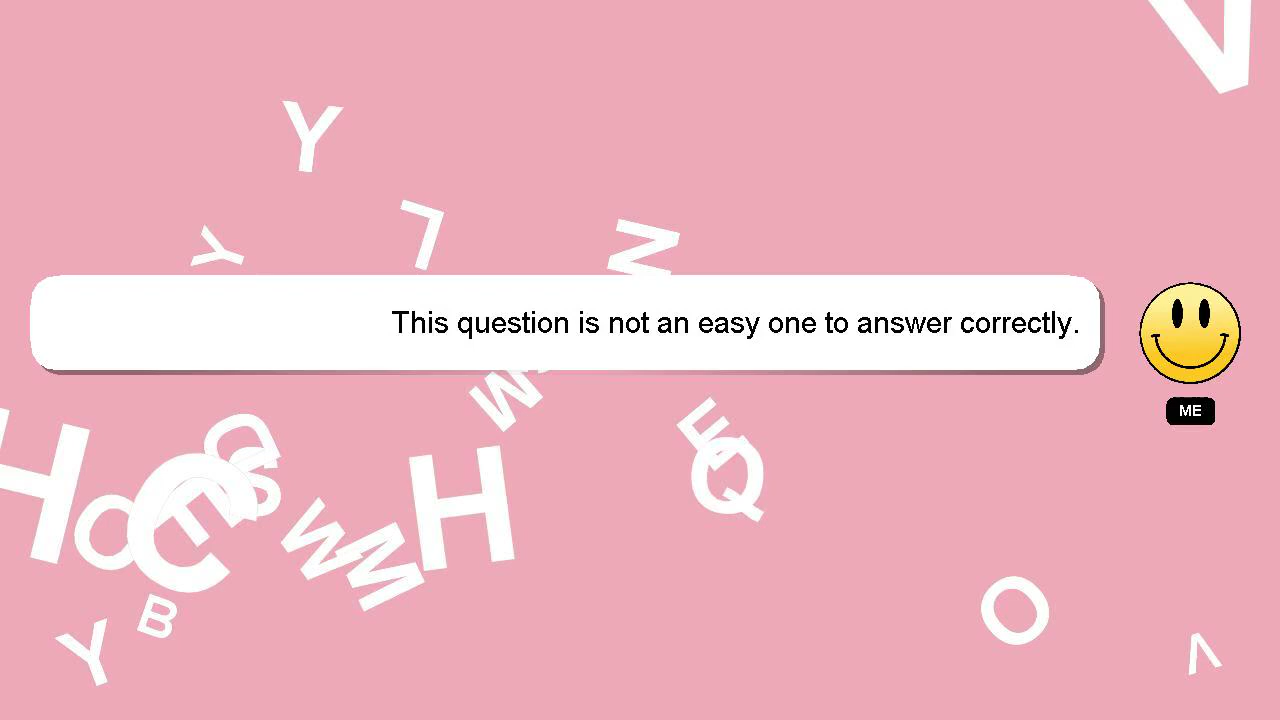 V
Y
L
Y
N
This question is not an easy one to answer correctly.
ME
W
E
Q
H
O
C
S
W
M
H
B
Y
O
V